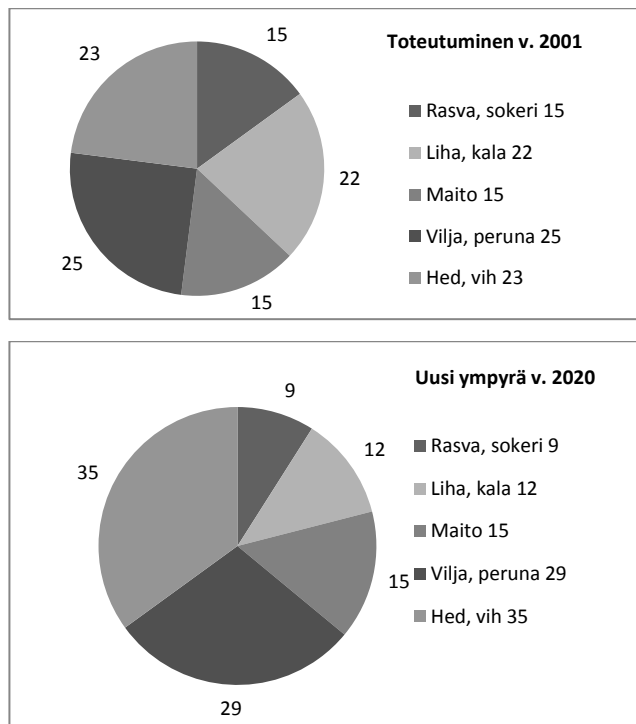 Toteutuminen v. 2001
15
22
15
25
23
Rasva, sokeri 15
Liha, kala 22
Maito 15
Vilja, peruna 25
Hed, vih 23
Uusi ympyrä v. 2020
9
12
15
29
35
Rasva, sokeri 9
Liha, kala 12
Maito 15
Vilja, peruna 29
Hed, vih 35